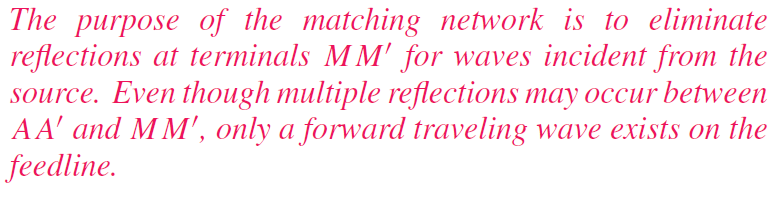 The purpose of the matching network is to eliminate
reflections at terminals MM′ for waves incident from the
source. Even though multiple reflections may occur between
AA′ and MM′, only a forward traveling wave exists on the
feedline.